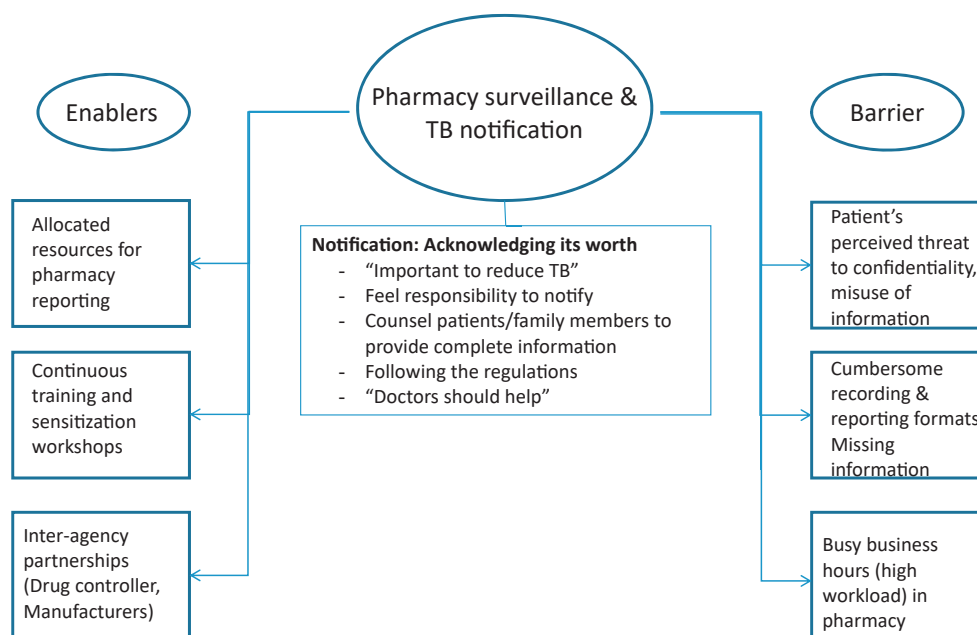 Pharmacy surveillance &
TB notification
Enablers
Barrier
Allocated
resources for
pharmacy
reporting
Continuous
training and
sensitization
workshops
Inter-agency
partnerships
(Drug controller,
Manufacturers)
Notification: Acknowledging its worth
- “Important to reduce TB”
- Feel responsibility to notify
- Counsel patients/family members to
provide complete information
- Following the regulations
- “Doctors should help”
Patient’s
perceived threat
to confidentiality,
misuse of
information
Cumbersome
recording &
reporting formats
Missing
information
Busy business
hours (high
workload) in
pharmacy